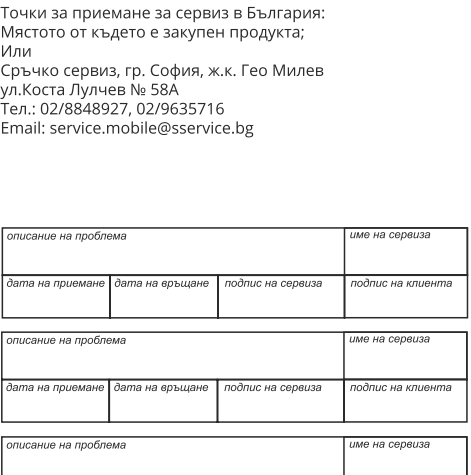 Точки за приемане за сервиз в България:
Мястото от където е закупен продукта;
Или
Сръчко сервиз, гр. София, ж.к. Гео Милев
ул.Коста Лулчев № 58А
Тел.: 02/8848927, 02/9635716
Email: service.mobile@sservice.bg
описание на проблема
име на сервиза
дата на приемане
дата на връщане
подпис на сервиза
подпис на клиента
описание на проблема
име на сервиза
дата на приемане
дата на връщане
подпис на сервиза
подпис на клиента
описание на проблема
име на сервиза